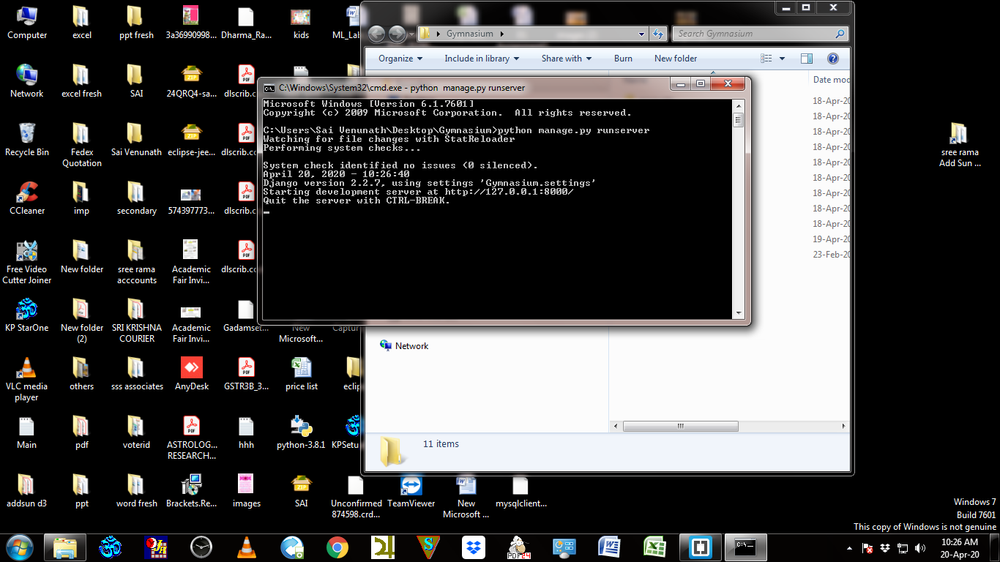 Computer
excel
ppt fresh
3a36990998...
Dharma_Ra...
kids
ML_Lab
Network
excel fresh
SAI
24QRQ4-sa...
dlscrib.co
Recycle Bin
Fedex
Quotation
Sai Venunath
eclipse-jee...
dlscrib.co
CCleaner
imp
secondary
574397773...
dlscrib.co
Free Video
Cutter Joiner
New folder
sree rama
acccounts
Academic
Fair Invi...
dlscrib.co
KP StarOne
New folder
(2)
SRI KRISHNA
COURIER
Academic
Fair Invi...
Gadamset...
New
Microsoft...
Captur
VLC media
player
others
sss associates
AnyDesk
GSTR3B_3...
price list
eclip
Main
pdf
voterid
ASTROLOG...
RESEARCH...
hhh
python-3.8.1
KPSetu
addsun d3
ppt
word fresh
Brackets.Re...
images
SAI
Unconfirmed
874598.crd...
TeamViewer
New
Microsoft ...
mysqlclient...
sree rama
Add Sun ...
Gymnasium
Search Gymnasium
Organize
Include in library
Share with
Burn
New folder
Date mod
18-Apr-20
18-Apr-20
18-Apr-20
18-Apr-20
18-Apr-20
18-Apr-20
18-Apr-20
18-Apr-20
18-Apr-20
19-Apr-20
23-Feb-20
Network
11 items
C:\Windows\System32\cmd.exe - python  manage.py runserver
Microsoft Windows [Version 6.1.7601]
Copyright (c) 2009 Microsoft Corporation.  All rights reserved.
C:\Users\Sai Venunath\Desktop\Gymnasium>python manage.py runserver
Watching for file changes with StatReloader
Performing system checks...
System check identified no issues (0 silenced).
April 20, 2020 - 10:26:40
Django version 2.2.7, using settings 'Gymnasium.settings'
Starting development server at http://127.0.0.1:8000/
Quit the server with CTRL-BREAK.
Windows 7
Build 7601
This copy of Windows is not genuine
10:26 AM
20-Apr-20